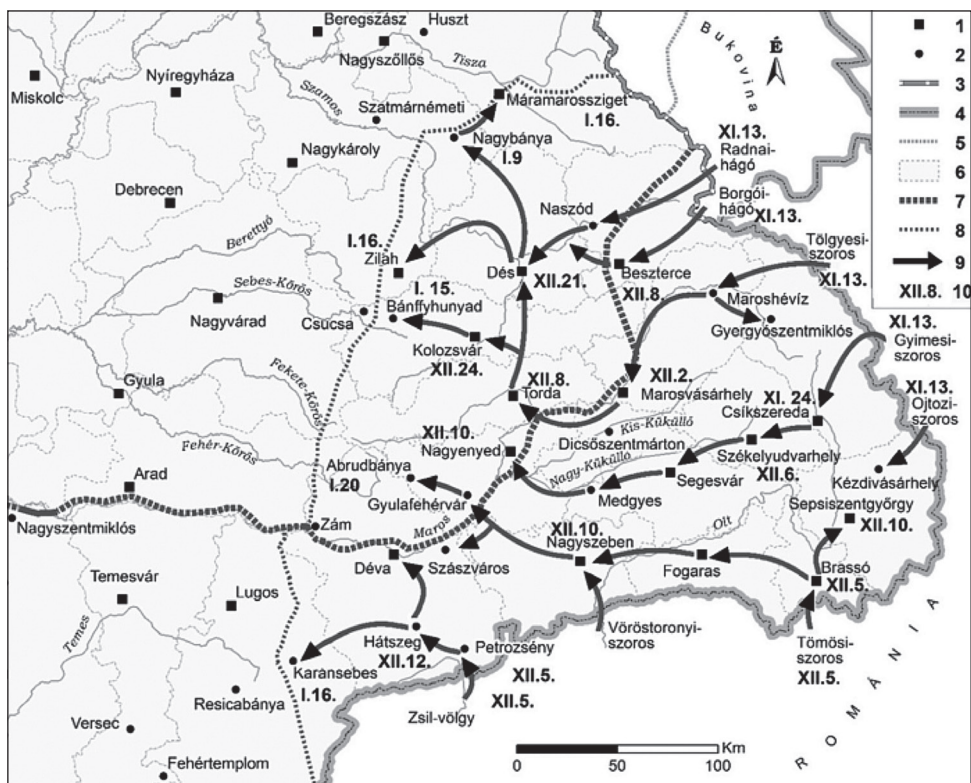 Beregszász
Huszt
Nagyszőllős
Tisza
Bukovina
É
Miskolc
Nyíregyháza
Szamos
Szatmárnémeti
Máramarossziget
I.16.
Nagybánya
I.9
Nagykároly
XI.13.
Radnai-
hágó
Debrecen
Borgói-
hágó
XI.13.
Naszód
Berettyó
I.16.
Zilah
Dés
XII.21.
Beszterce
XII.8.
Tölgyesi-
szoros
XI.13.
Sebes-Körös
I. 15.
Bánffyhunyad
Maroshévíz
Gyergyószentmiklós
Nagyvárad
Csúcsa
Kolozsvár
XII.24.
XI.13.
Gyimesi-
szoros
Gyula
Fekete-Körös
XII.8.
Torda
XII.2.
Marosvásárhely
XI. 24.
Csíkszereda
XI.13.
Ojtozi-
szoros
Fehér-Körös
XII.10.
Nagyenyed
Dicsőszentmárton
Kis-Küküllő
Székelyudvarhely
XII.6.
Abrudbánya
I.20
Nagy-Küküllő
Segesvár
Kézdivásárhely
Arad
Gyulafehérvár
Medgyes
Sepsiszentgyörgy
XII.10.
Nagyszentmiklós
Zám
Maros
XII.10.
Nagyszeben
Olt
Déva
Szászváros
Fogaras
Brassó
XII.5.
Temesvár
Lugos
Temes
Hátszeg
XII.12.
Petrozsény
XII.5.
Vöröstoronyi-
szoros
Tömösi-
szoros
XII.5.
Karánsebes
I.16.
XII.5.
Zsil-völgy
Resicabánya
Versec
Fehértemplom
ROMÁNIA
Km
0 50 100
1
2
3
4
5
6
7
8
9
XII.8. 10